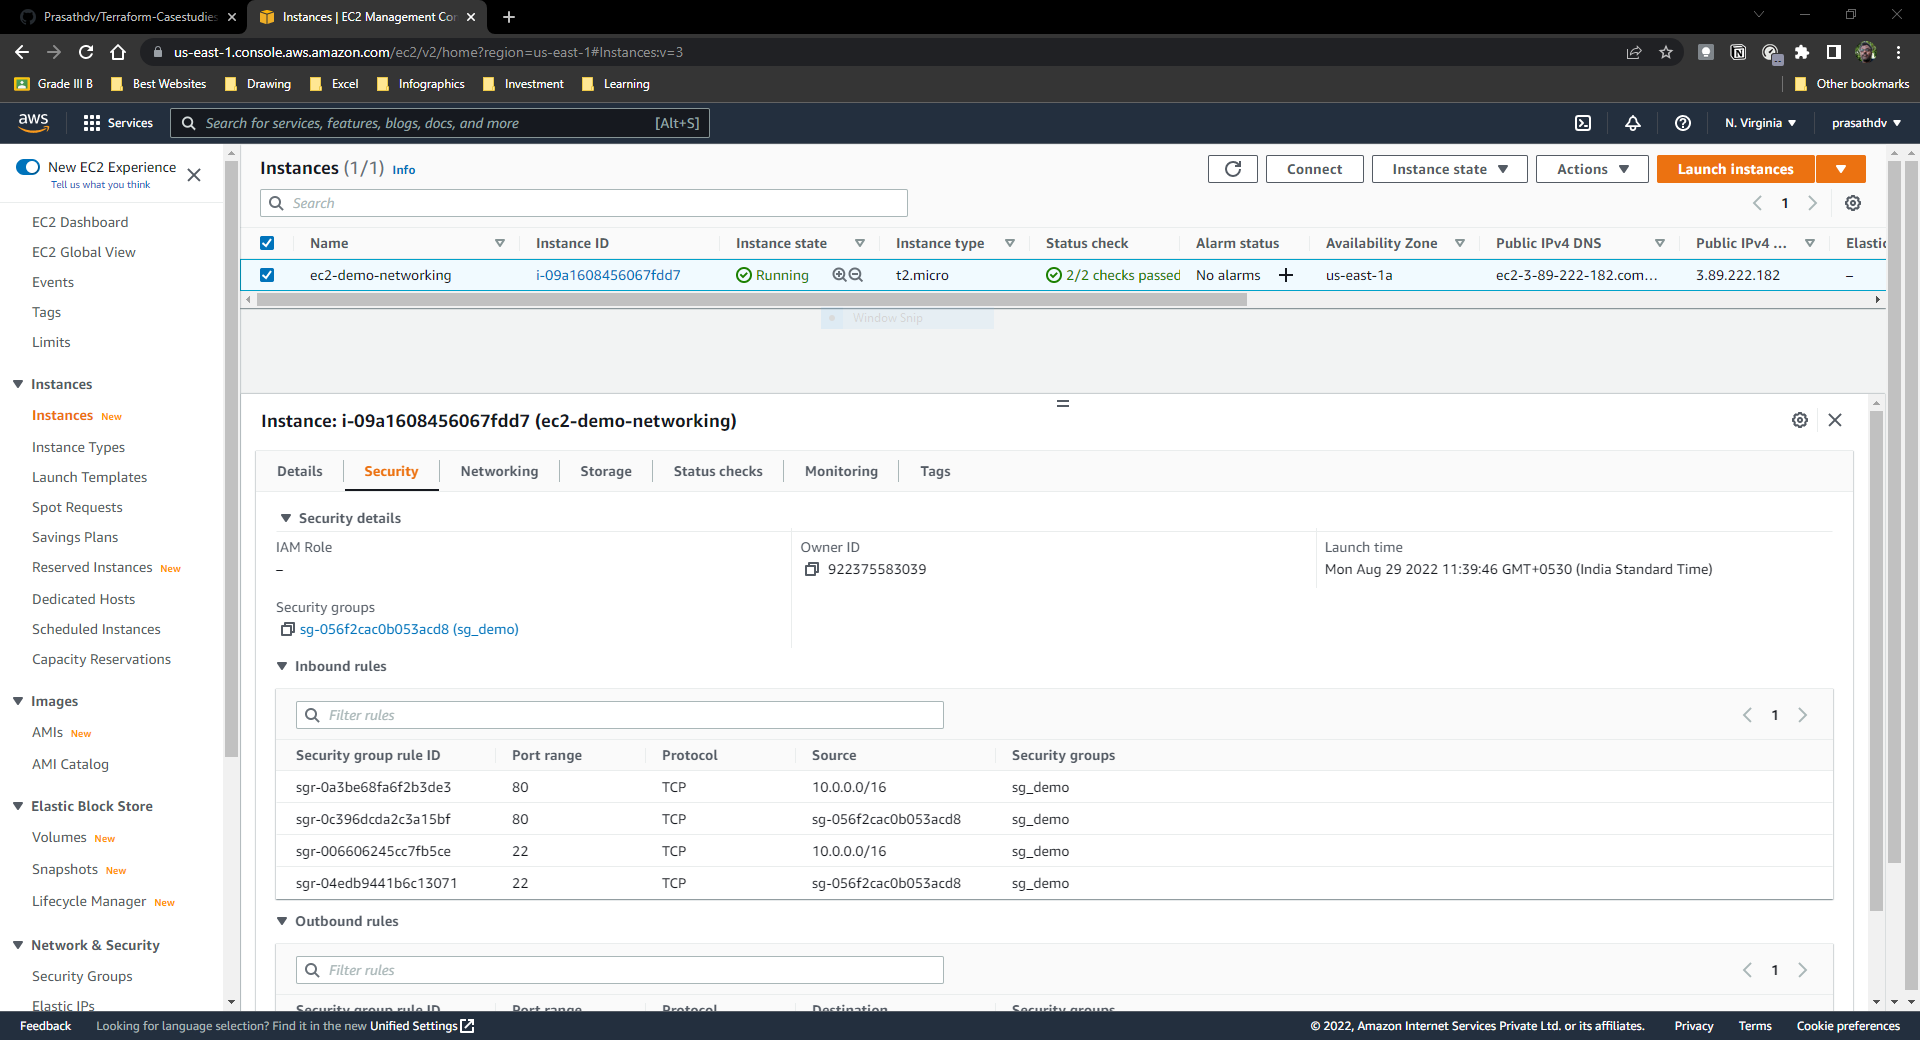 Prasathdv/Terraform-Casestudies
Instances | EC2 Management Con
us-east-1.console.aws.amazon.com/ec2/v2/home?region=us-east-1#Instances:v=3
Grade III B Best Websites Drawing Excel Infographics Investment Learning Other bookmarks
aws Services Search for services, features, blogs, docs, and more [Alt+S] N. Virginia prasathdv
New EC2 Experience
Tell us what you think
EC2 Dashboard
EC2 Global View
Events
Tags
Limits
Instances
Instances New
Instance Types
Launch Templates
Spot Requests
Savings Plans
Reserved Instances New
Dedicated Hosts
Scheduled Instances
Capacity Reservations
Images
AMIs New
AMI Catalog
Elastic Block Store
Volumes New
Snapshots New
Lifecycle Manager New
Network & Security
Security Groups
Elastic IPs
Instances (1/1) Info Connect Instance state Actions Launch instances
Search 1
Name Instance ID Instance state Instance type Status check Alarm status Availability Zone Public IPv4 DNS Public IPv4 ... Elastic
ec2-demo-networking i-09a1608456067fdd7 Running t2.micro 2/2 checks passed No alarms + us-east-1a ec2-3-89-222-182.com... 3.89.222.182 –
Window Snip
Instance: i-09a1608456067fdd7 (ec2-demo-networking)
Details Security Networking Storage Status checks Monitoring Tags
Security details
IAM Role Owner ID Launch time
– 922375583039 Mon Aug 29 2022 11:39:46 GMT+0530 (India Standard Time)
Security groups
sg-056f2cac0b053acd8 (sg_demo)
Inbound rules
Filter rules 1
Security group rule ID Port range Protocol Source Security groups
sgr-0a3be68fa6f2b3de3 80 TCP 10.0.0.0/16 sg_demo
sgr-0c396dcda2c3a15bf 80 TCP sg-056f2cac0b053acd8 sg_demo
sgr-006606245cc7fb5ce 22 TCP 10.0.0.0/16 sg_demo
sgr-04edb9441b6c13071 22 TCP sg-056f2cac0b053acd8 sg_demo
Outbound rules
Filter rules 1
Security group rule ID Port range Protocol Destination Security groups
Feedback Looking for language selection? Find it in the new Unified Settings © 2022, Amazon Internet Services Private Ltd. or its affiliates. Privacy Terms Cookie preferences